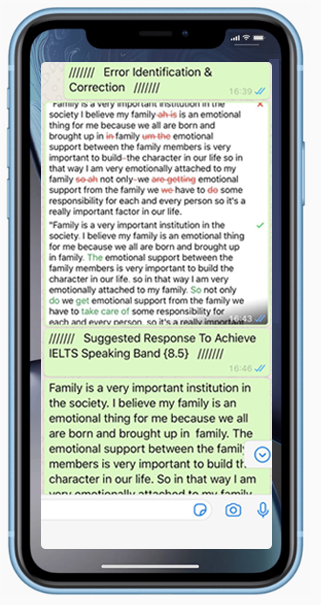 /////// Error Identification &
Correction ///////
16:39
"Family is a very important institution in the
society I believe my family ah is is an emotional
thing for me because we all are born and
brought up in in family um the emotional
support between the family members is very
important to build-the character in our life so in
that way I am very emotionally attached to my
family so ah not only-we are getting emotional
support from the family we we have to do some
responsibility for each and every person so it's a
really important factor in our life.
"Family is a very important institution in the
society. I believe my family is an emotional thing
for me because we all are born and brought up
in family. The emotional support between the
family members is very important to build the
character in our life. so in that way I am very
emotionally attached to my family. So not only
do we get emotional support from the family we
have to take care of some responsibility for each
and every person, so it's a really important
16:43
/////// Suggested Response To Achieve
IELTS Speaking Band {8.5} ///////
16:46
Family is a very important institution in
the society. I believe my family is an
emotional thing for me because we all
are born and brought up in family. The
emotional support between the family
members is very important to build the
character in our life. So in that way I am
very emotionally attached to my family